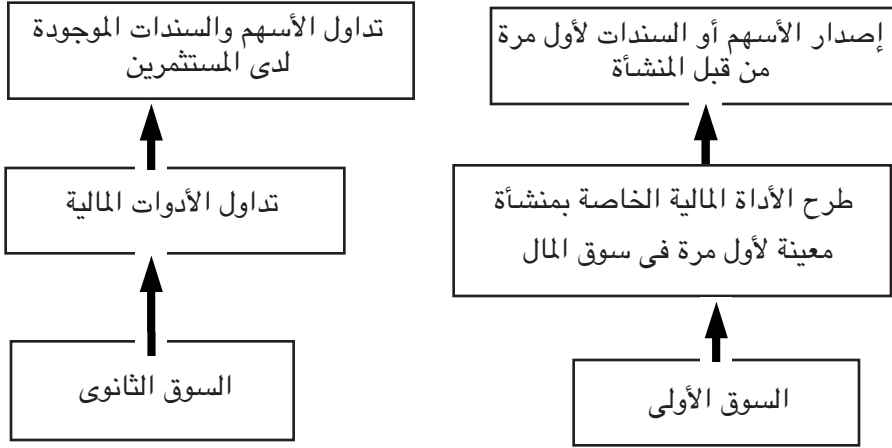 إصدار الأسهم أو السندات لأول مرة
من قبل المنشأة
طرح الأداة المالية الخاصة بمنشأة
معينة لأول مرة فى سوق المال
السوق الأولى
تداول الأسهم والسندات الموجودة
لدى المستثمرين
تداول الأدوات المالية
السوق الثانوى